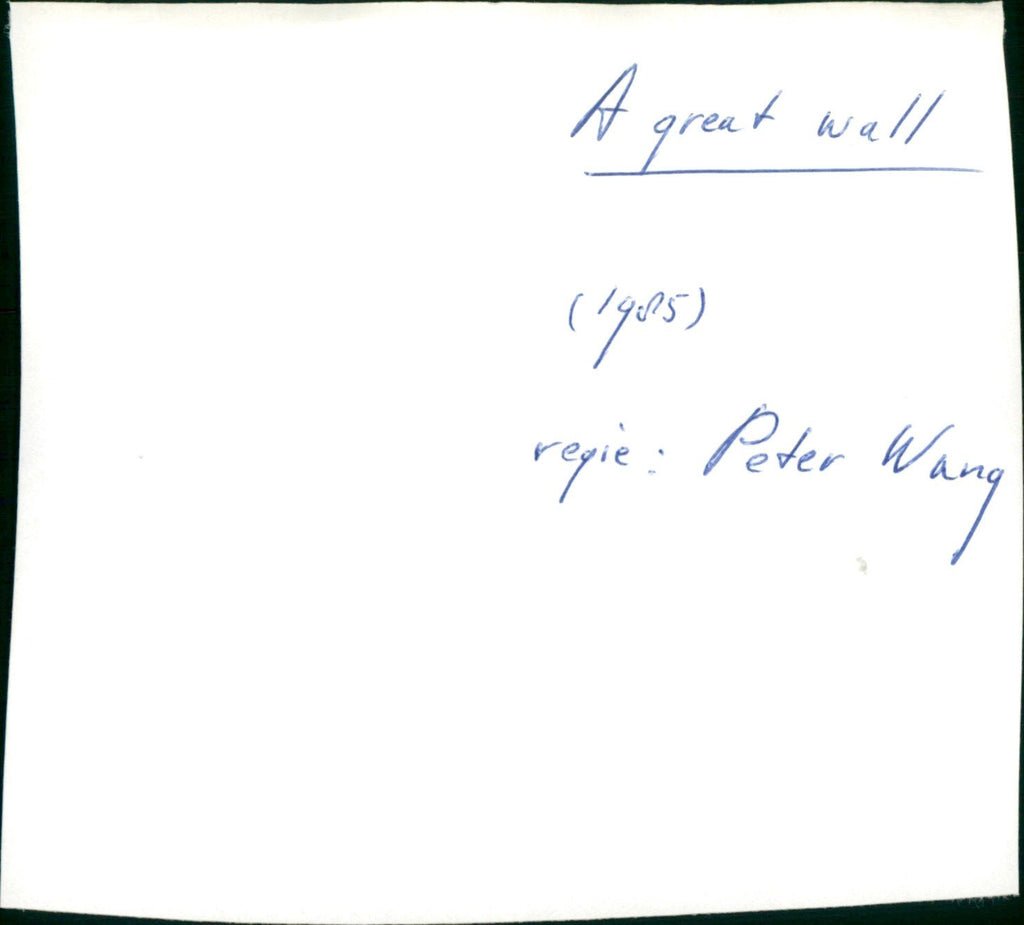 A great wall
(1985)
regie: Peter Wang